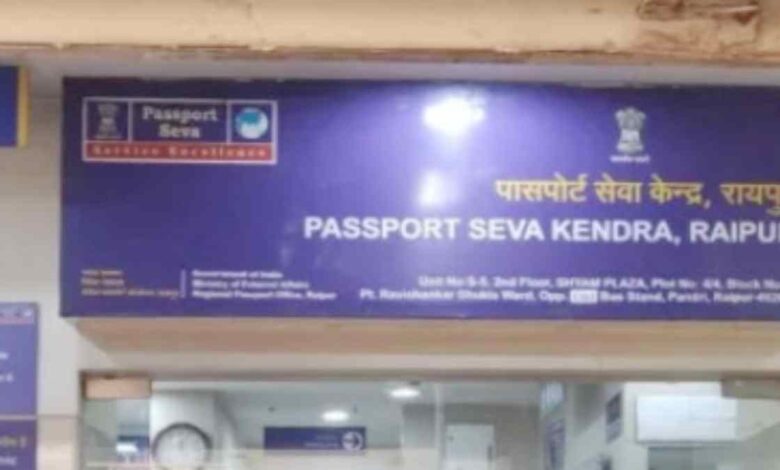 Passport
Seva
Service Excellence
पासपोर्ट सेवा केन्द्र, रायपु
PASSPORT SEVA KENDRA, RAIPUR
Government of India
Ministry of External Affairs
Regional Passport Office, Raipur
Unit No S-5, 2nd Floor, SHYAM PLAZA, Plot No 4/4, Block No
Pt. Ravishankar Shukla Ward, Opp. Bus Stand, Pandri, Raipur-492